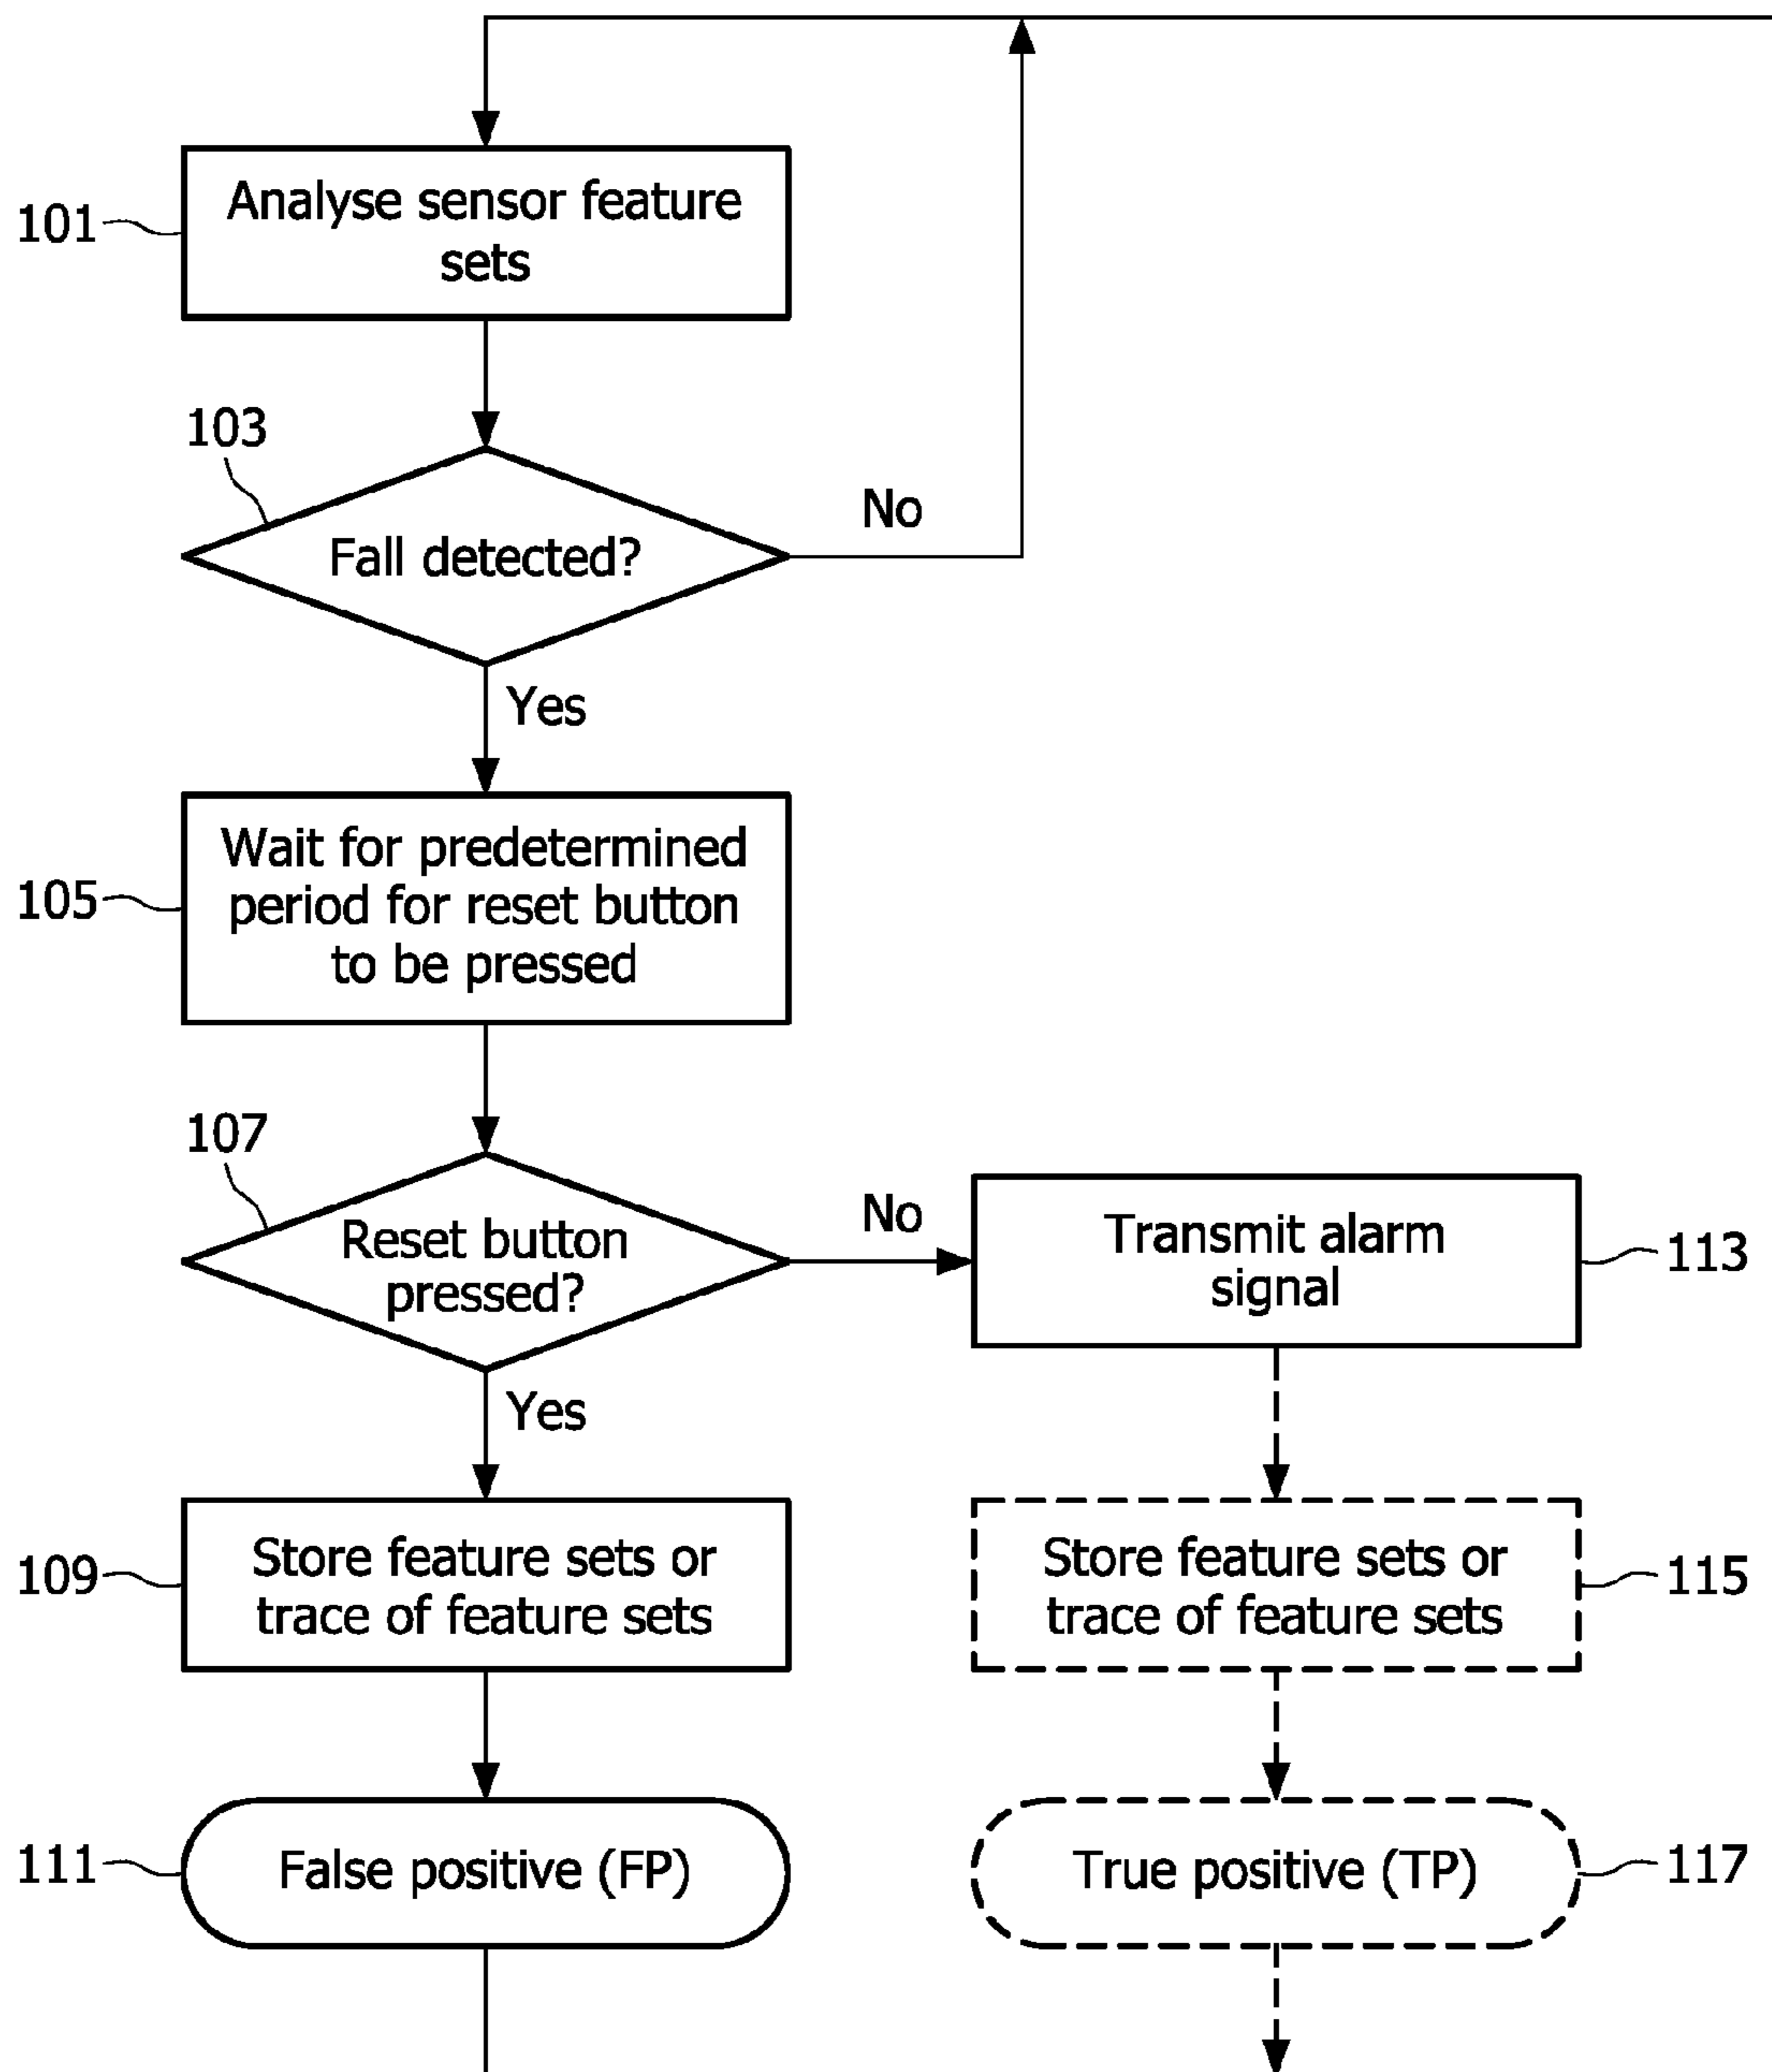 101
Analyse sensor feature
sets
103
Fall detected?
No
Yes
105
Wait for predetermined
period for reset button
to be pressed
107
Reset button
pressed?
No
Transmit alarm
signal
113
Yes
109
Store feature sets or
trace of feature sets
Store feature sets or
trace of feature sets
115
111
False positive (FP)
True positive (TP)
117